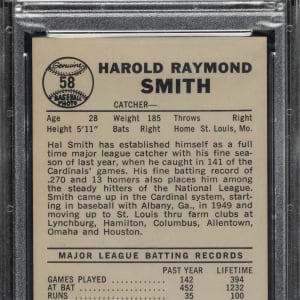 Genuine
58
BASEBALL
PHOTO
HAROLD RAYMOND
SMITH
CATCHER—
Age 28 Weight 185 Throws Right
Height 5'11" Bats Right Home St. Louis, Mo.
Hal Smith has established himself as a full
time major league catcher with his fine sea-
son of last year, when he caught in 141 of the
Cardinals' games. His fine batting record of
270 and 13 homers also places him among
the steady hitters of the National League.
Smith came up in the Cardinal system, start-
ing in baseball with Albany, Ga., in 1949 and
moving up to St. Louis thru farm clubs at
Lynchburg, Hamilton, Columbus, Allentown,
Omaha and Houston.
MAJOR LEAGUE BATTING RECORDS
PAST YEAR LIFETIME
GAMES PLAYED 142 394
AT BAT 452 1232
RUNS 35 100